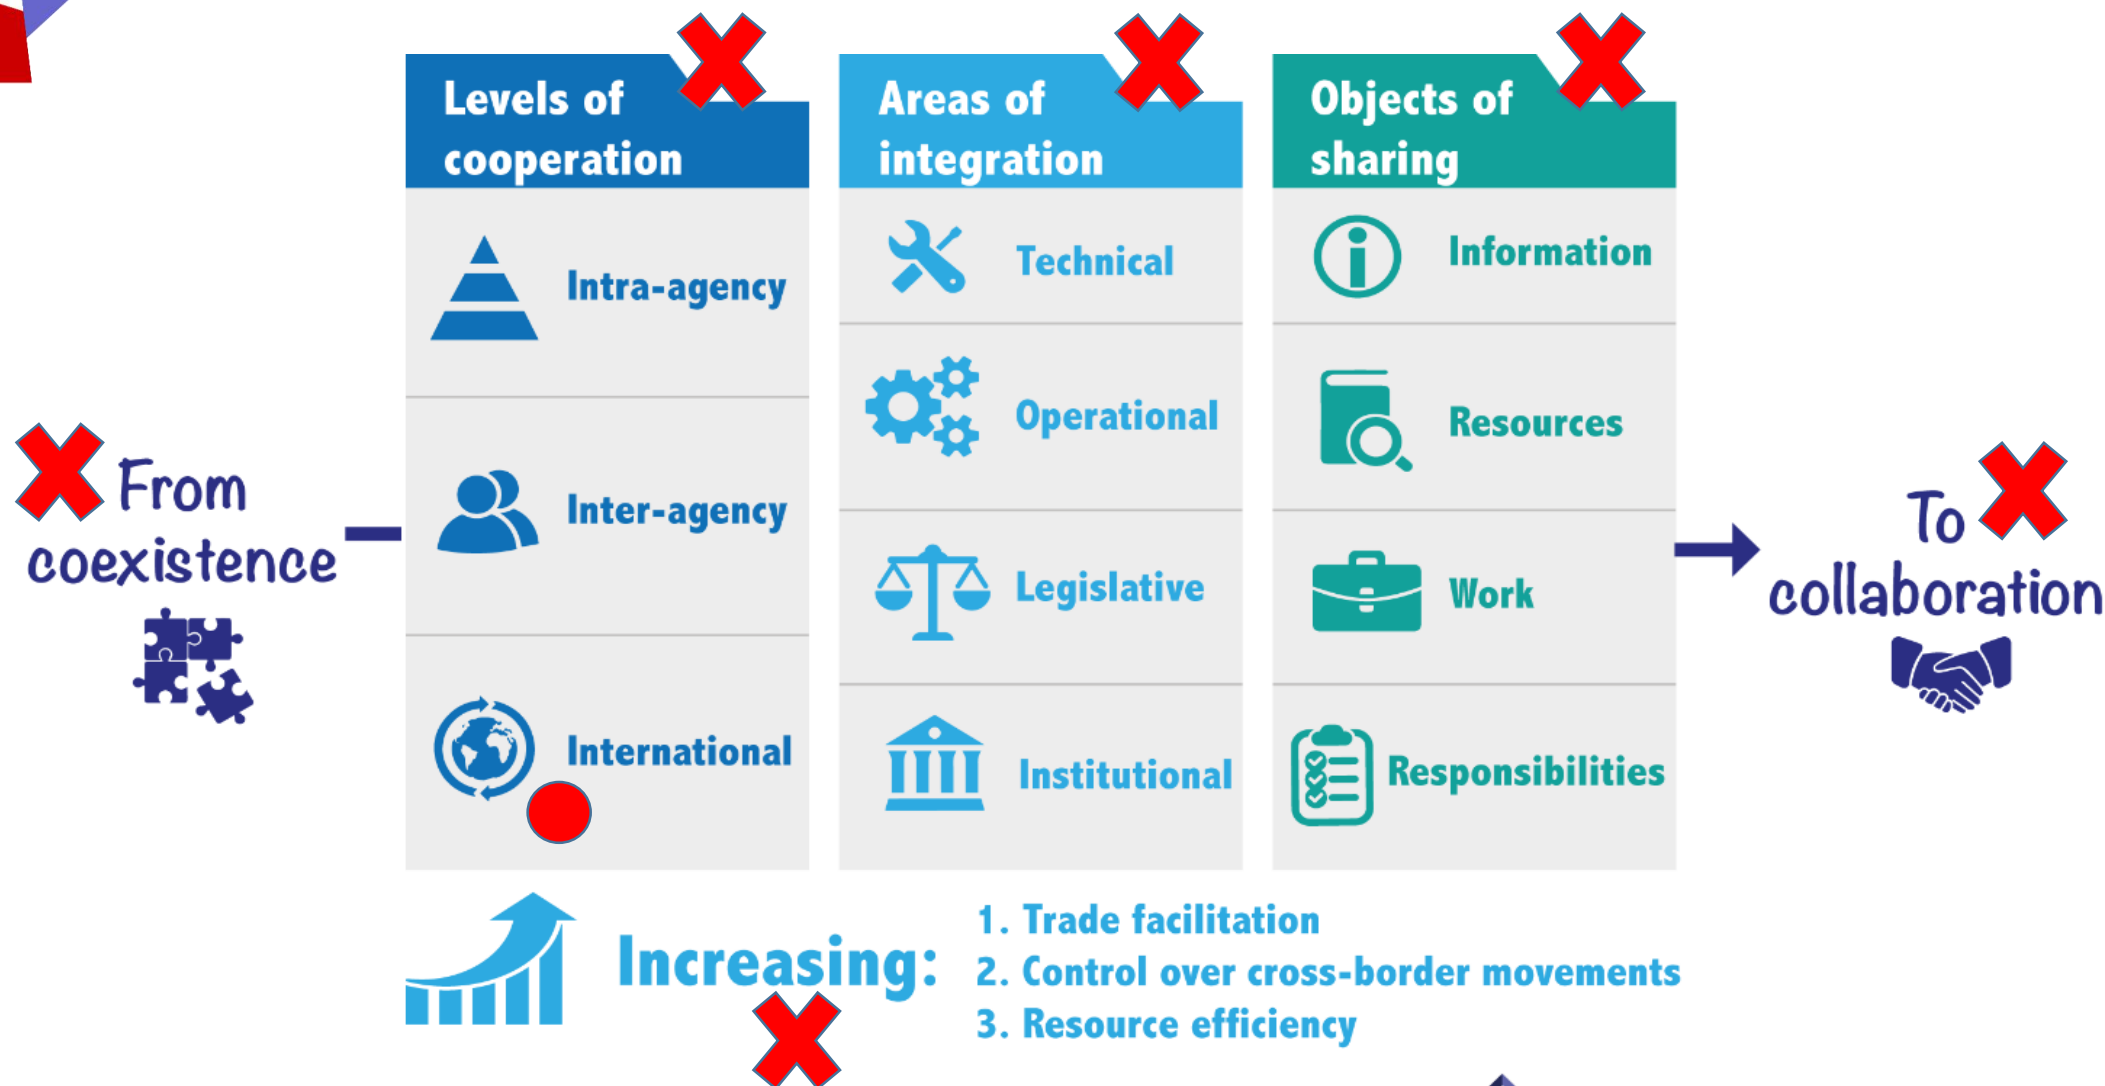 Levels of
cooperation
Intra-agency
Inter-agency
International
Areas of
integration
Technical
Operational
Legislative
Institutional
Objects of
sharing
Information
Resources
Work
Responsibilities
From
coexistence
To
collaboration
Increasing:
1. Trade facilitation
2. Control over cross-border movements
3. Resource efficiency